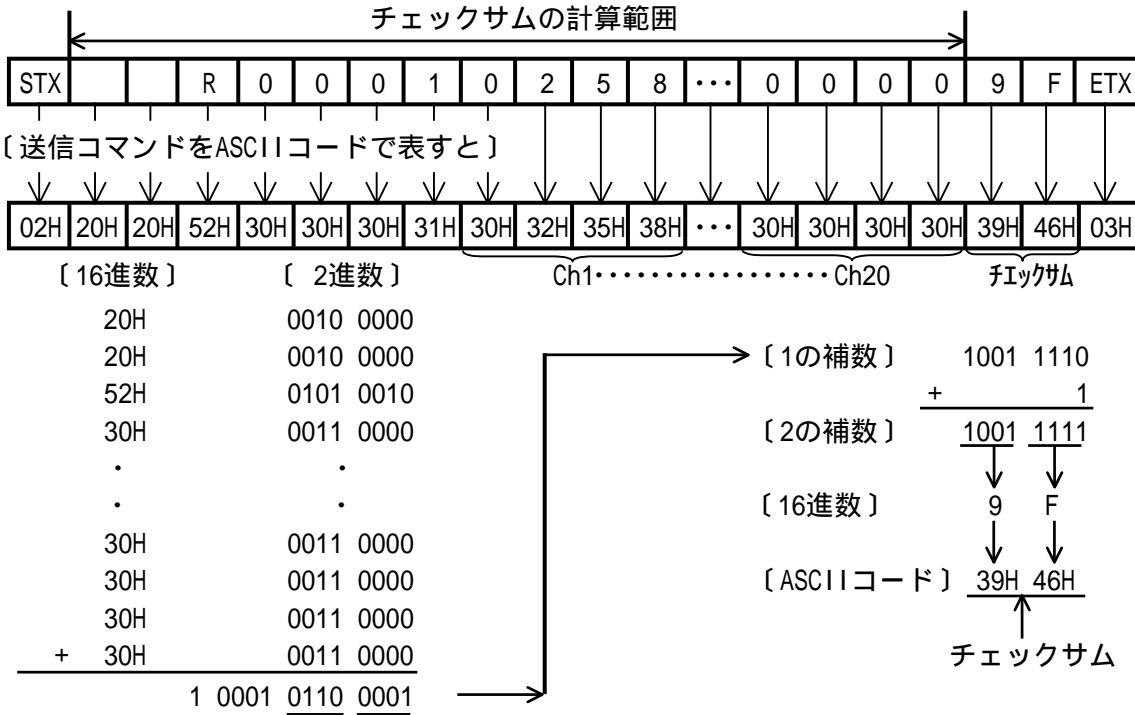 チェックサムの計算範囲
STX R 0 0 0 1 0 2 5 8 ・・・ 0 0 0 0 9 F ETX
〔送信コマンドをASCIIコードで表すと〕
02H 20H 20H 52H 30H 30H 30H 31H 30H 32H 35H 38H ・・・ 30H 30H 30H 30H 39H 46H 03H
〔16進数〕 〔 2進数〕 Ch1・・・・・・・・・・・・・・・・・Ch20 チェックサム
20H 0010 0000
20H 0010 0000
52H 0101 0010
30H 0011 0000
・ ・
・ ・
30H 0011 0000
30H 0011 0000
30H 0011 0000
+ 30H 0011 0000
1 0001 0110 0001
〔1の補数〕 1001 1110
+ 1
〔2の補数〕 1001 1111
〔16進数〕 9 F
〔ASCIIコード〕 39H 46H
チェックサム